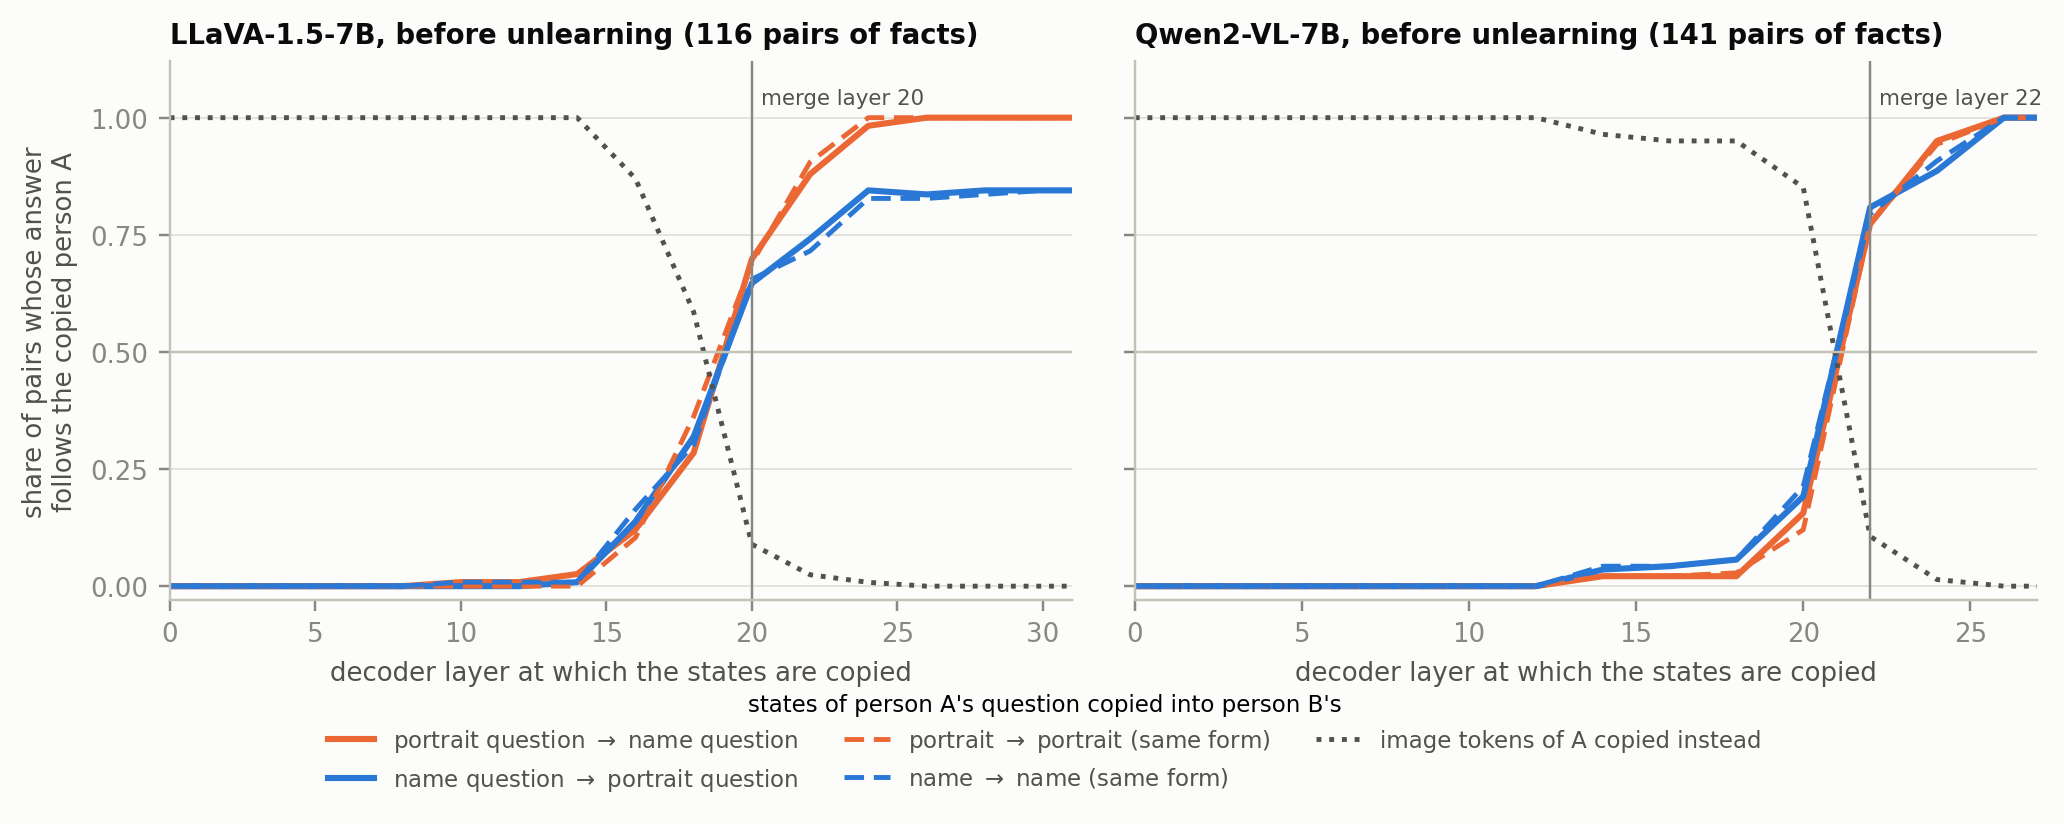 LLaVA-1.5-7B, before unlearning (116 pairs of facts)
Qwen2-VL-7B, before unlearning (141 pairs of facts)
merge layer 20
merge layer 22
share of pairs whose answer
follows the copied person A
1.00
0.75
0.50
0.25
0.00
0 5 10 15 20 25 30
0 5 10 15 20 25
decoder layer at which the states are copied
decoder layer at which the states are copied
states of person A's question copied into person B's
portrait question → name question
portrait → portrait (same form)
image tokens of A copied instead
name question → portrait question
name → name (same form)